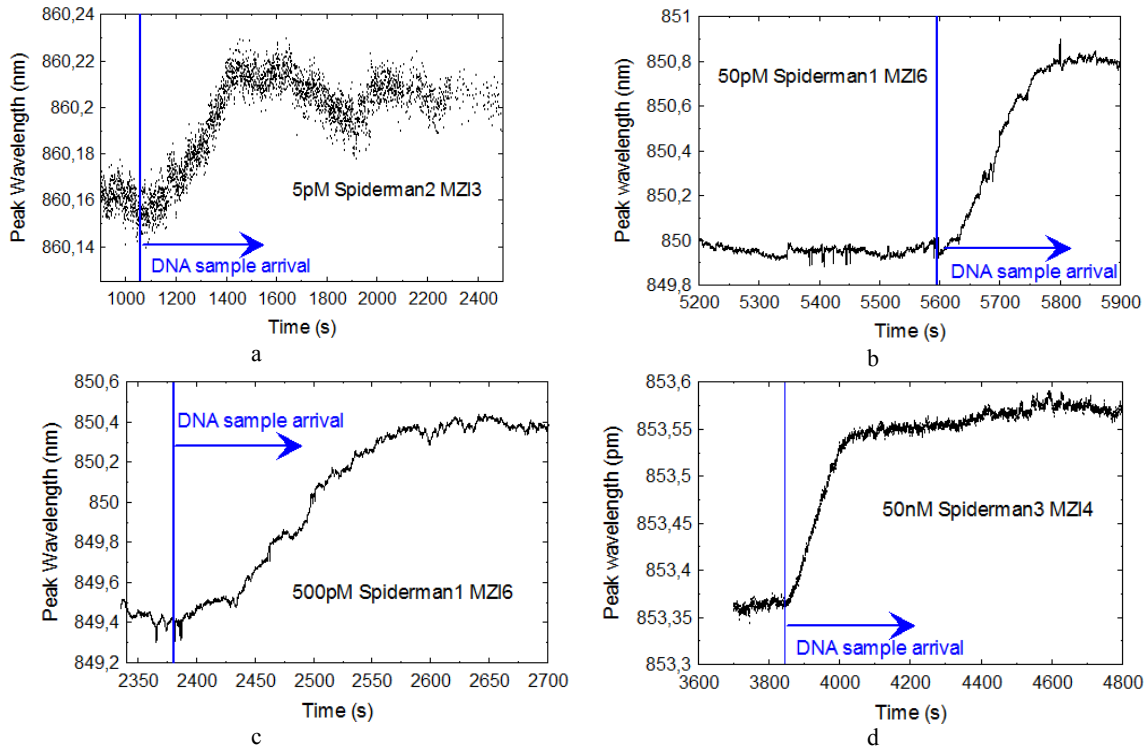 860,24
860,22
860,2
860,18
860,16
860,14
Peak Wavelength (nm)
5pM Spiderman2 MZI3
DNA sample arrival
1000 1200 1400 1600 1800 2000 2200 2400
Time (s)
a
851
850,8
850,6
850,4
850,2
850
849,8
Peak wavelength (nm)
50pM Spiderman1 MZI6
DNA sample arrival
5200 5300 5400 5500 5600 5700 5800 5900
Time (s)
b
850,6
850,4
850,2
850
849,8
849,6
849,4
849,2
Peak Wavelength (nm)
DNA sample arrival
500pM Spiderman1 MZI6
2350 2400 2450 2500 2550 2600 2650 2700
Time (s)
c
853,6
853,55
853,5
853,45
853,4
853,35
853,3
Peak wavelength (pm)
50nM Spiderman3 MZI4
DNA sample arrival
3600 3800 4000 4200 4400 4600 4800
Time (s)
d